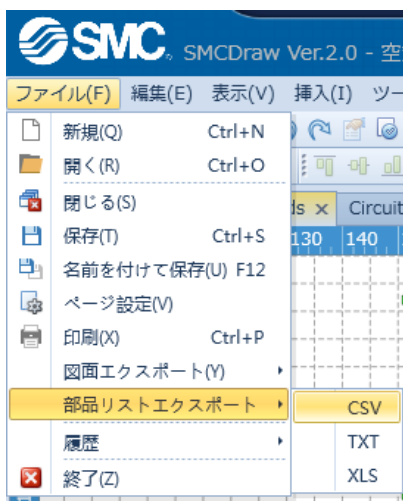 SMC. SMCDraw Ver.2.0 - 空
ファイル(F) 編集(E) 表示(V) 挿入(I) ツー
新規(Q) Ctrl+N
開く(R) Ctrl+O
閉じる(S)
ds × Circuit
保存(T) Ctrl+S
130 140
名前を付けて保存(U) F12
ページ設定(V)
印刷(X) Ctrl+P
図面エクスポート(Y)
部品リストエクスポート
CSV
履歴
TXT
終了(Z)
XLS